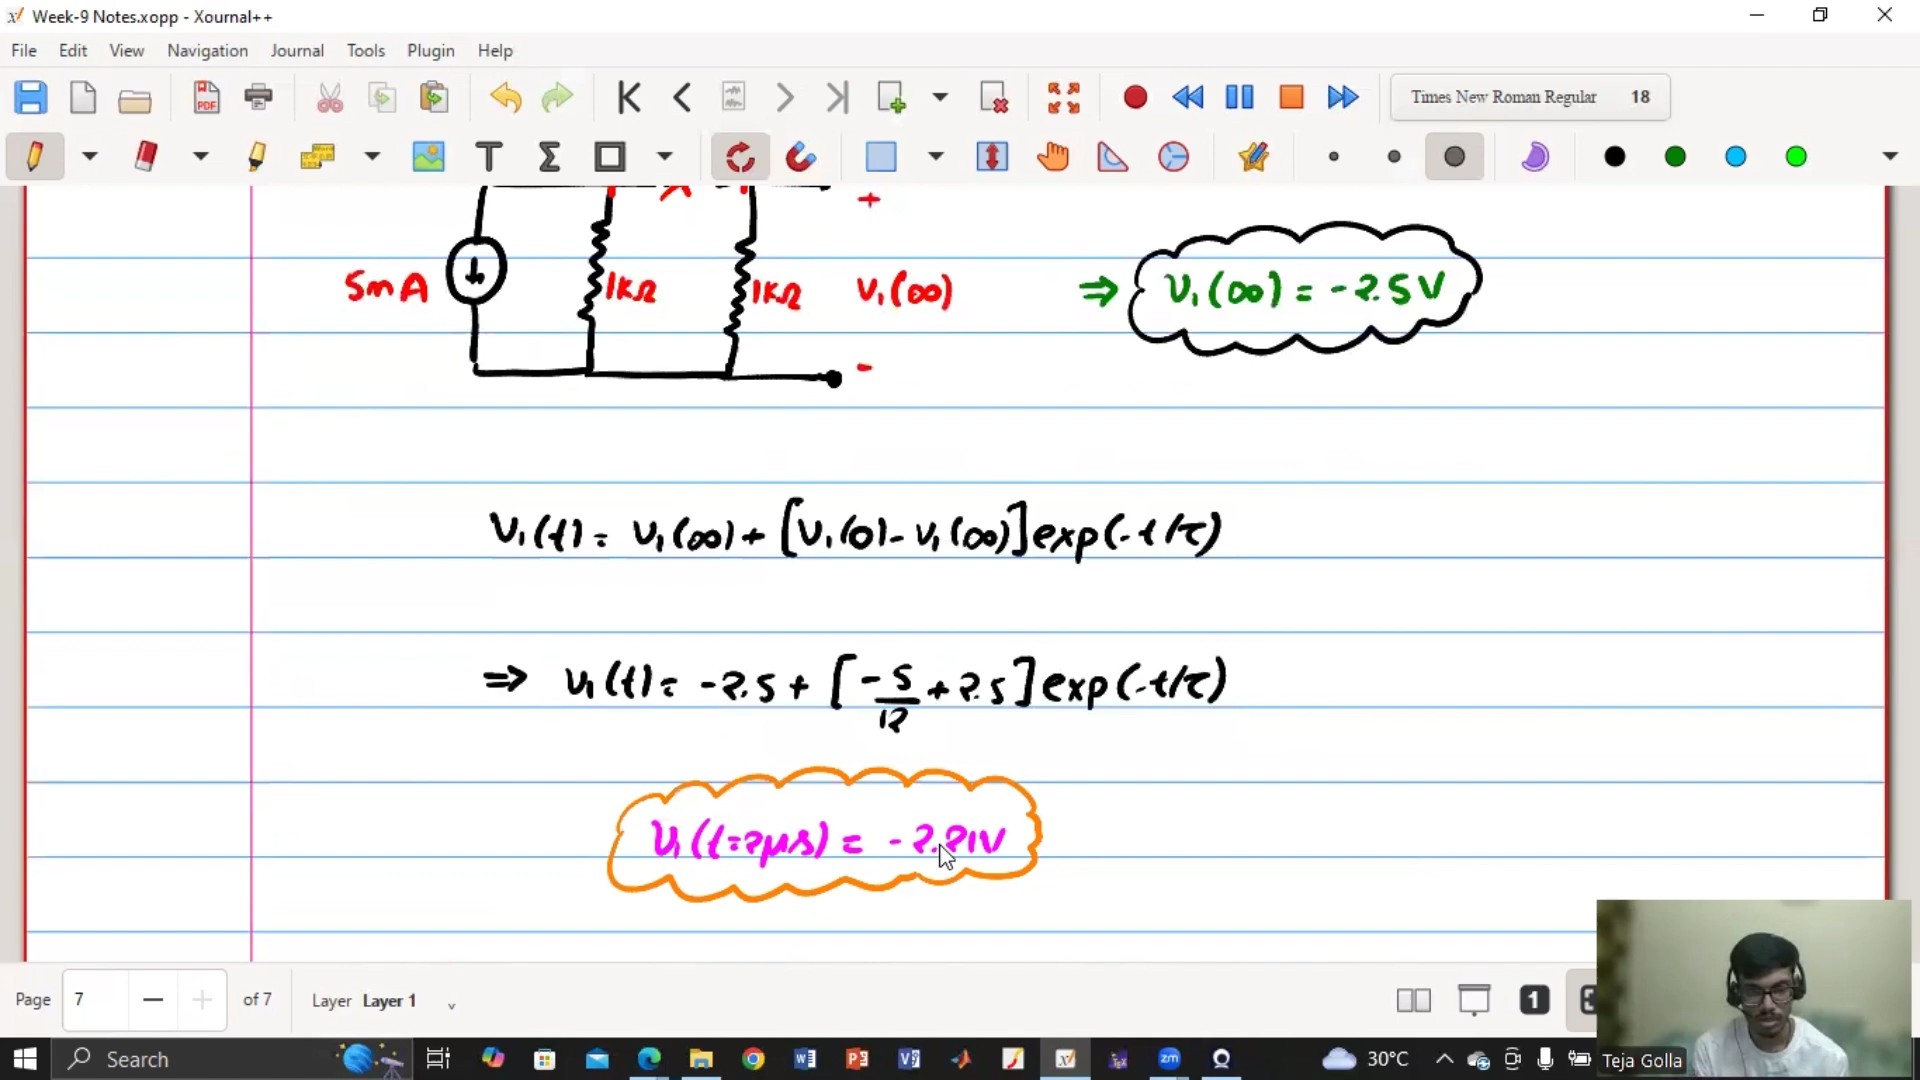 Week-9 Notes.xopp - Xournal++
File Edit View Navigation Journal Tools Plugin Help
PDF
Times New Roman Regular 18
+
5mA
1kΩ
1kΩ
v₁(∞)
-
⇒ v₁(∞) = -2.5V
v₁(t) = v₁(∞) + [v₁(0) - v₁(∞)] exp(-t/τ)
⇒ v₁(t) = -2.5 + [-5/12 + 2.5] exp(-t/τ)
v₁(t=2μs) = -2.21V
Page 7 of 7 Layer Layer 1
1
Search
30°C
Teja Golla